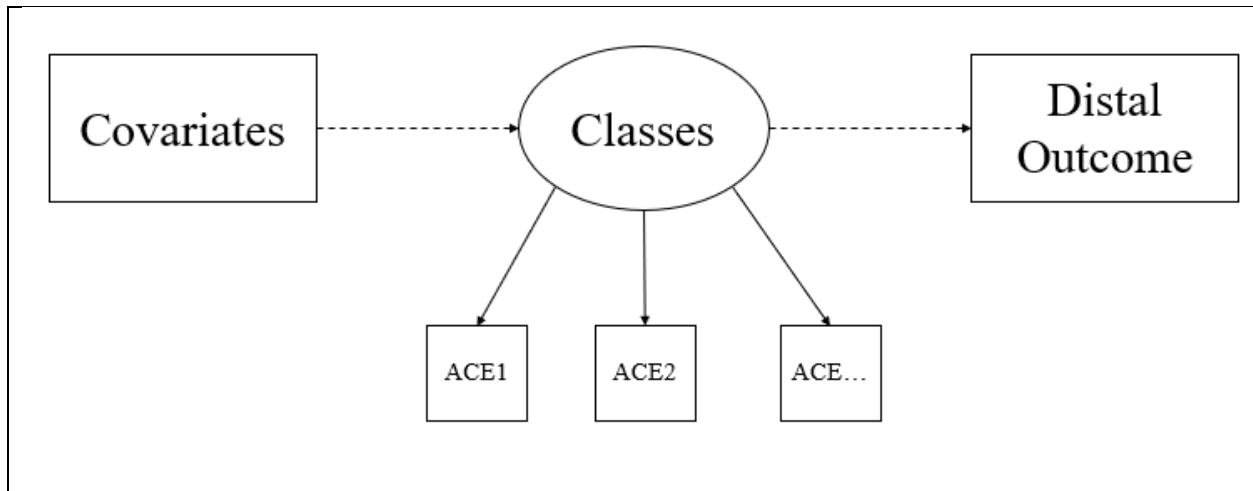 Covariates
Classes
Distal
Outcome
ACE1
ACE2
ACE…